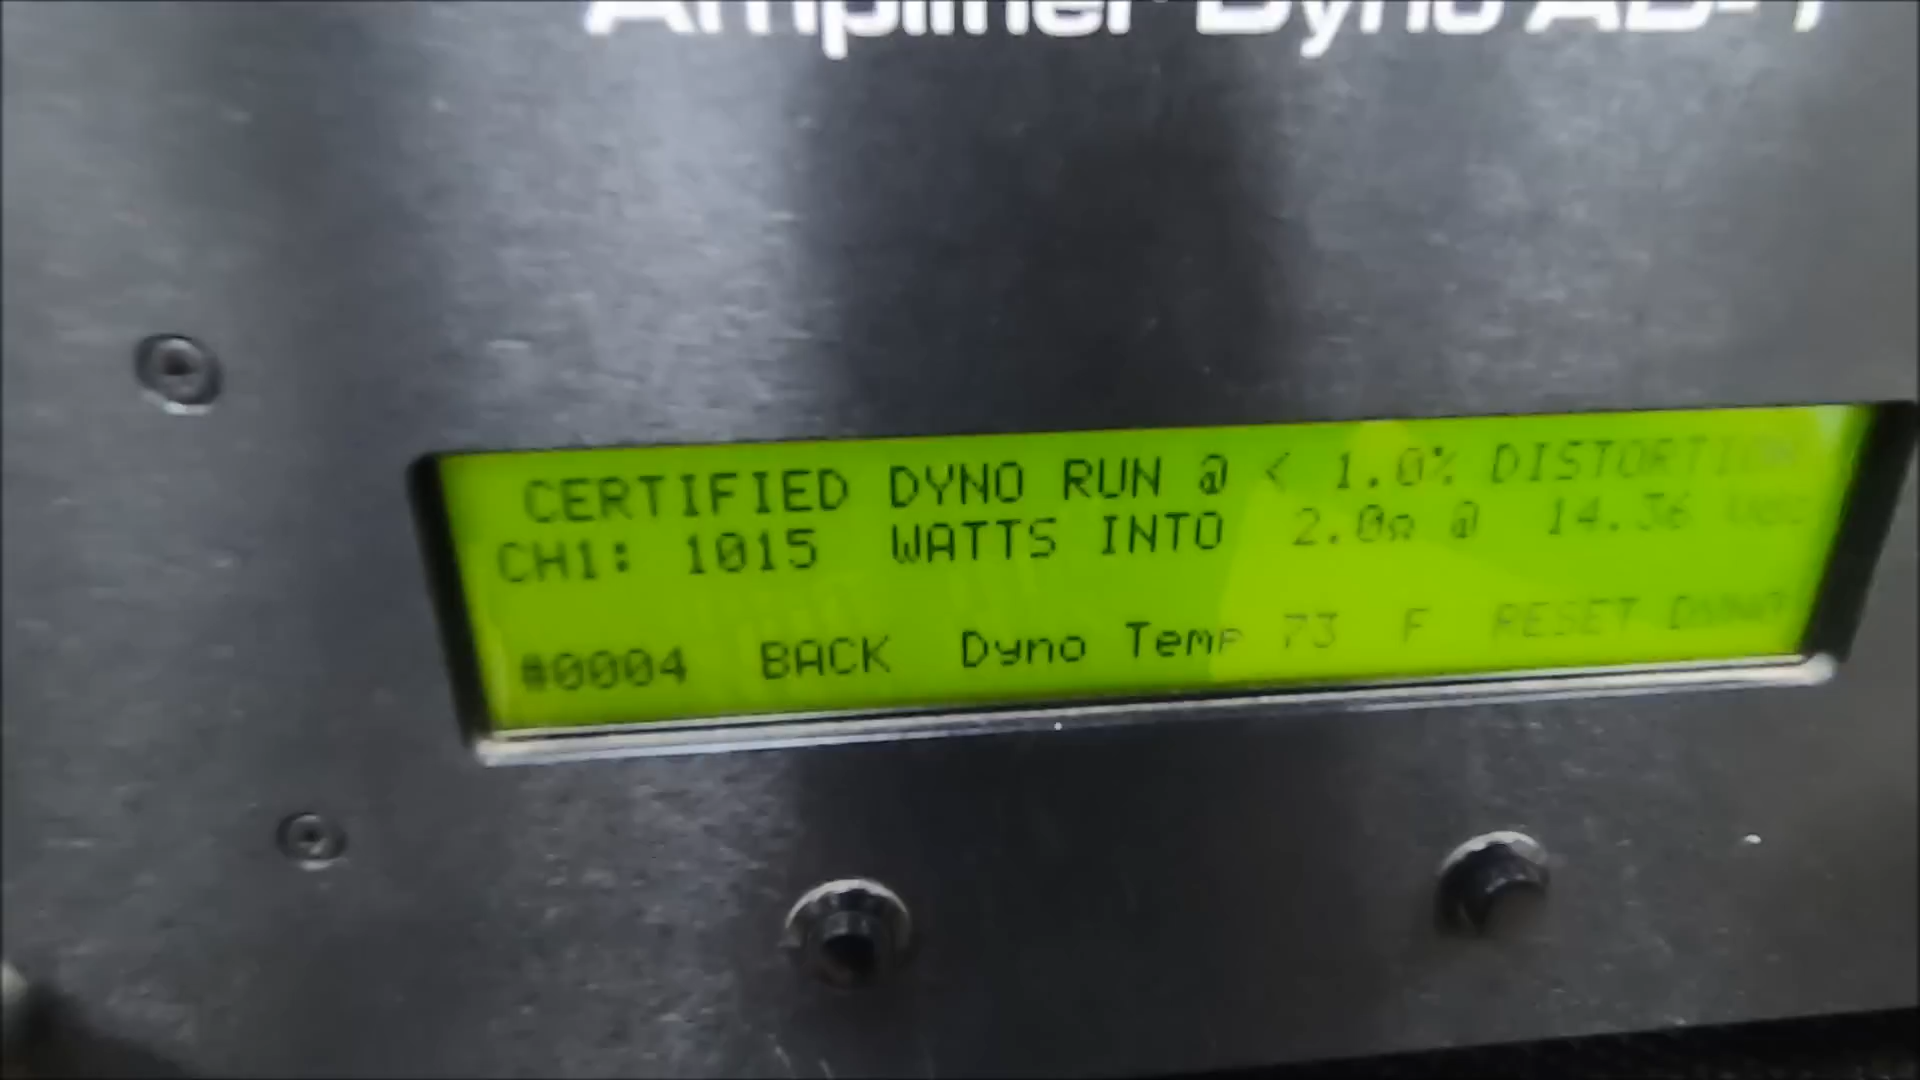 Amplifier Dyno AD-1
CERTIFIED DYNO RUN @ < 1.0% DISTORTION
CH1: 1015 WATTS INTO 2.0Ω @ 14.36
#0004 BACK Dyno Temp 73 F RESET DYNO